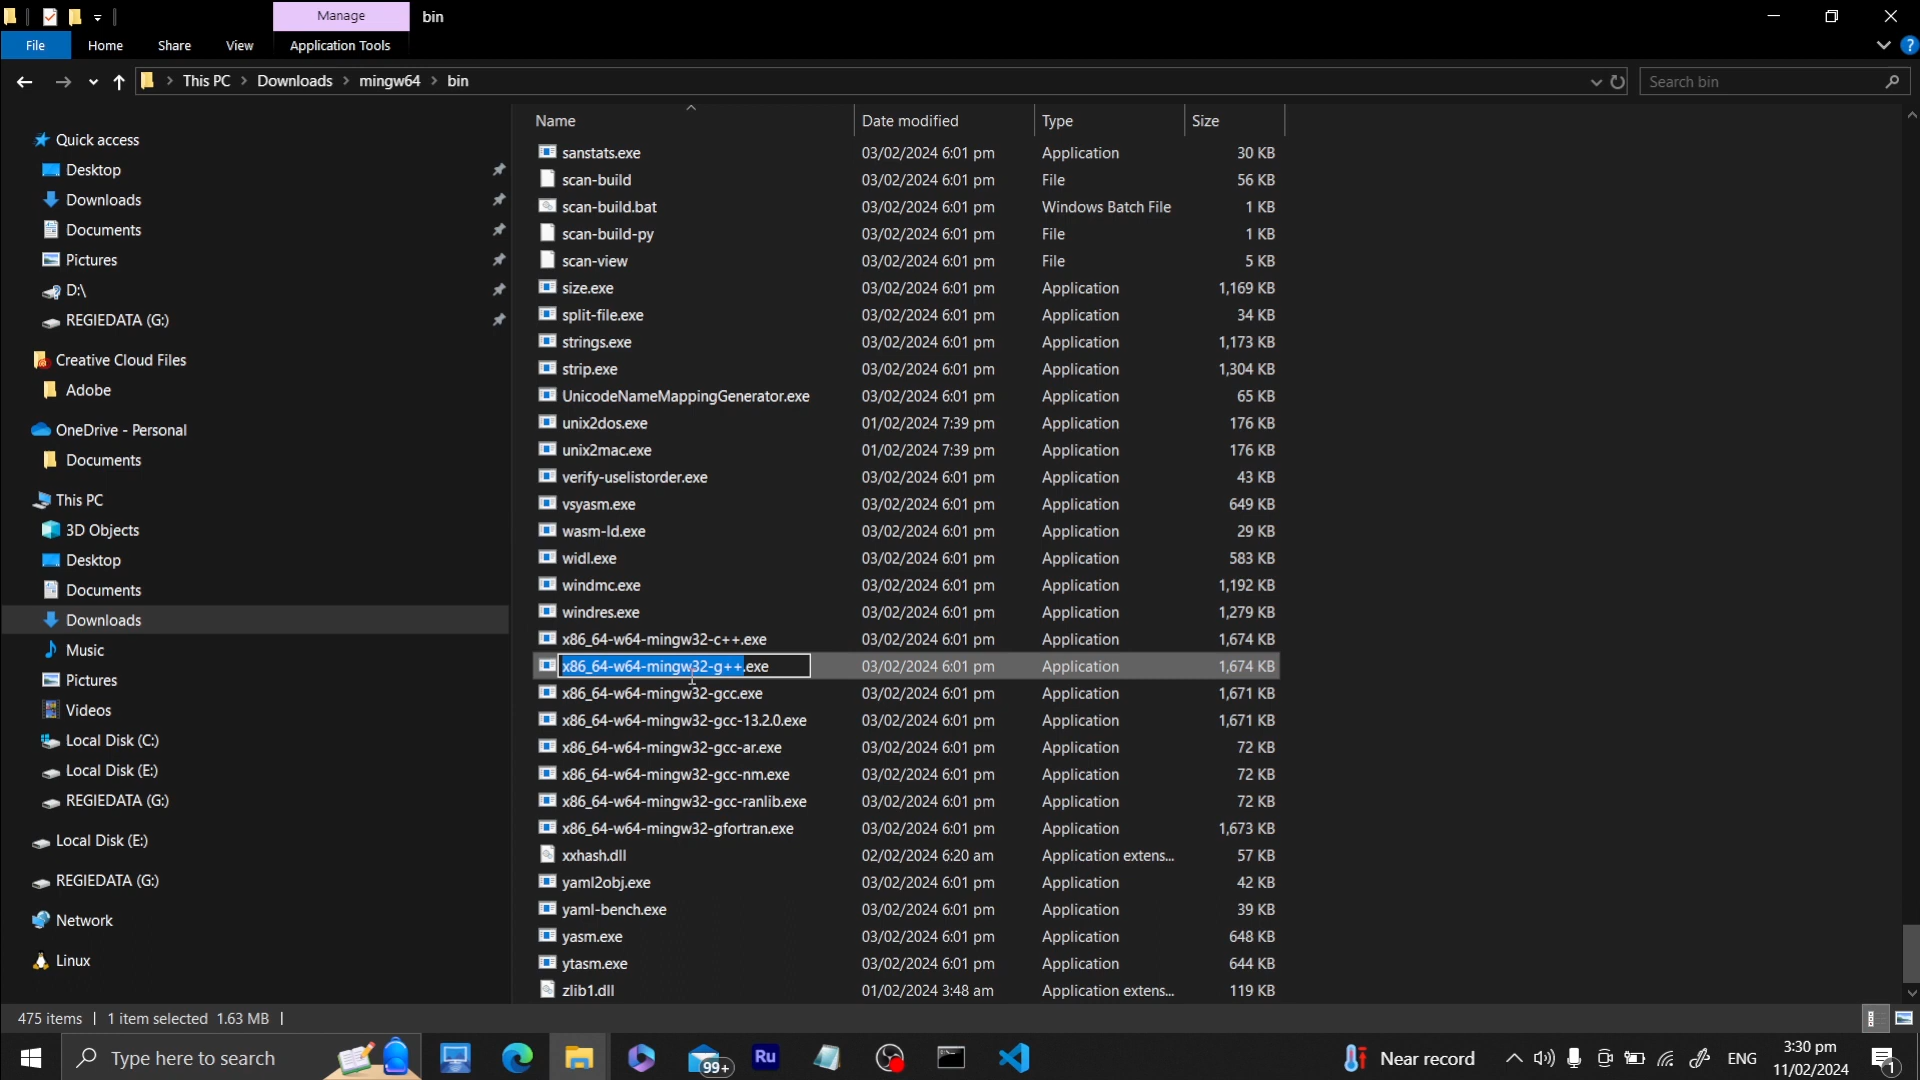 Manage
bin
File
Home
Share
View
Application Tools
This PC > Downloads > mingw64 > bin
Search bin
Name
Date modified
Type
Size
Quick access
Desktop
Downloads
Documents
Pictures
D:\
REGIEDATA (G:)
Creative Cloud Files
Adobe
OneDrive - Personal
Documents
This PC
3D Objects
Desktop
Documents
Downloads
Music
Pictures
Videos
Local Disk (C:)
Local Disk (E:)
REGIEDATA (G:)
Local Disk (E:)
REGIEDATA (G:)
Network
Linux
sanstats.exe 03/02/2024 6:01 pm Application 30 KB
scan-build 03/02/2024 6:01 pm File 56 KB
scan-build.bat 03/02/2024 6:01 pm Windows Batch File 1 KB
scan-build-py 03/02/2024 6:01 pm File 1 KB
scan-view 03/02/2024 6:01 pm File 5 KB
size.exe 03/02/2024 6:01 pm Application 1,169 KB
split-file.exe 03/02/2024 6:01 pm Application 34 KB
strings.exe 03/02/2024 6:01 pm Application 1,173 KB
strip.exe 03/02/2024 6:01 pm Application 1,304 KB
UnicodeNameMappingGenerator.exe 03/02/2024 6:01 pm Application 65 KB
unix2dos.exe 01/02/2024 7:39 pm Application 176 KB
unix2mac.exe 01/02/2024 7:39 pm Application 176 KB
verify-uselistorder.exe 03/02/2024 6:01 pm Application 43 KB
vsyasm.exe 03/02/2024 6:01 pm Application 649 KB
wasm-ld.exe 03/02/2024 6:01 pm Application 29 KB
widl.exe 03/02/2024 6:01 pm Application 583 KB
windmc.exe 03/02/2024 6:01 pm Application 1,192 KB
windres.exe 03/02/2024 6:01 pm Application 1,279 KB
x86_64-w64-mingw32-c++.exe 03/02/2024 6:01 pm Application 1,674 KB
x86_64-w64-mingw32-g++.exe 03/02/2024 6:01 pm Application 1,674 KB
x86_64-w64-mingw32-gcc.exe 03/02/2024 6:01 pm Application 1,671 KB
x86_64-w64-mingw32-gcc-13.2.0.exe 03/02/2024 6:01 pm Application 1,671 KB
x86_64-w64-mingw32-gcc-ar.exe 03/02/2024 6:01 pm Application 72 KB
x86_64-w64-mingw32-gcc-nm.exe 03/02/2024 6:01 pm Application 72 KB
x86_64-w64-mingw32-gcc-ranlib.exe 03/02/2024 6:01 pm Application 72 KB
x86_64-w64-mingw32-gfortran.exe 03/02/2024 6:01 pm Application 1,673 KB
xxhash.dll 02/02/2024 6:20 am Application extens... 57 KB
yaml2obj.exe 03/02/2024 6:01 pm Application 42 KB
yaml-bench.exe 03/02/2024 6:01 pm Application 39 KB
yasm.exe 03/02/2024 6:01 pm Application 648 KB
ytasm.exe 03/02/2024 6:01 pm Application 644 KB
zlib1.dll 01/02/2024 3:48 am Application extens... 119 KB
475 items | 1 item selected 1.63 MB |
Type here to search
99+
Ru
Near record
ENG
3:30 pm
11/02/2024
1